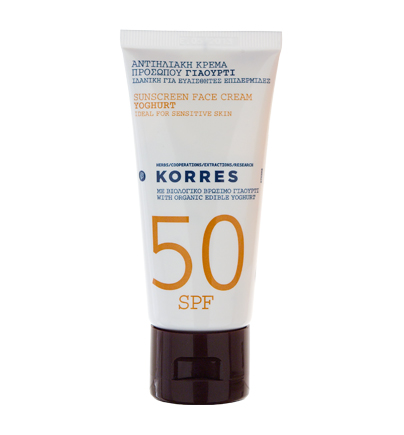 ΑΝΤΙΗΛΙΑΚΗ ΚΡΕΜΑ
ΠΡΟΣΩΠΟΥ ΓΙΑΟΥΡΤΙ
ΙΔΑΝΙΚΗ ΓΙΑ ΕΥΑΙΣΘΗΤΕΣ ΕΠΙΔΕΡΜΙΔΕΣ
SUNSCREEN FACE CREAM
YOGHURT
IDEAL FOR SENSITIVE SKIN
HERBS/COOPERATIONS/EXTRACTIONS/RESEARCH
KORRES
ΜΕ ΒΙΟΛΟΓΙΚΟ ΒΡΩΣΙΜΟ ΓΙΑΟΥΡΤΙ
WITH ORGANIC EDIBLE YOGHURT
50
SPF